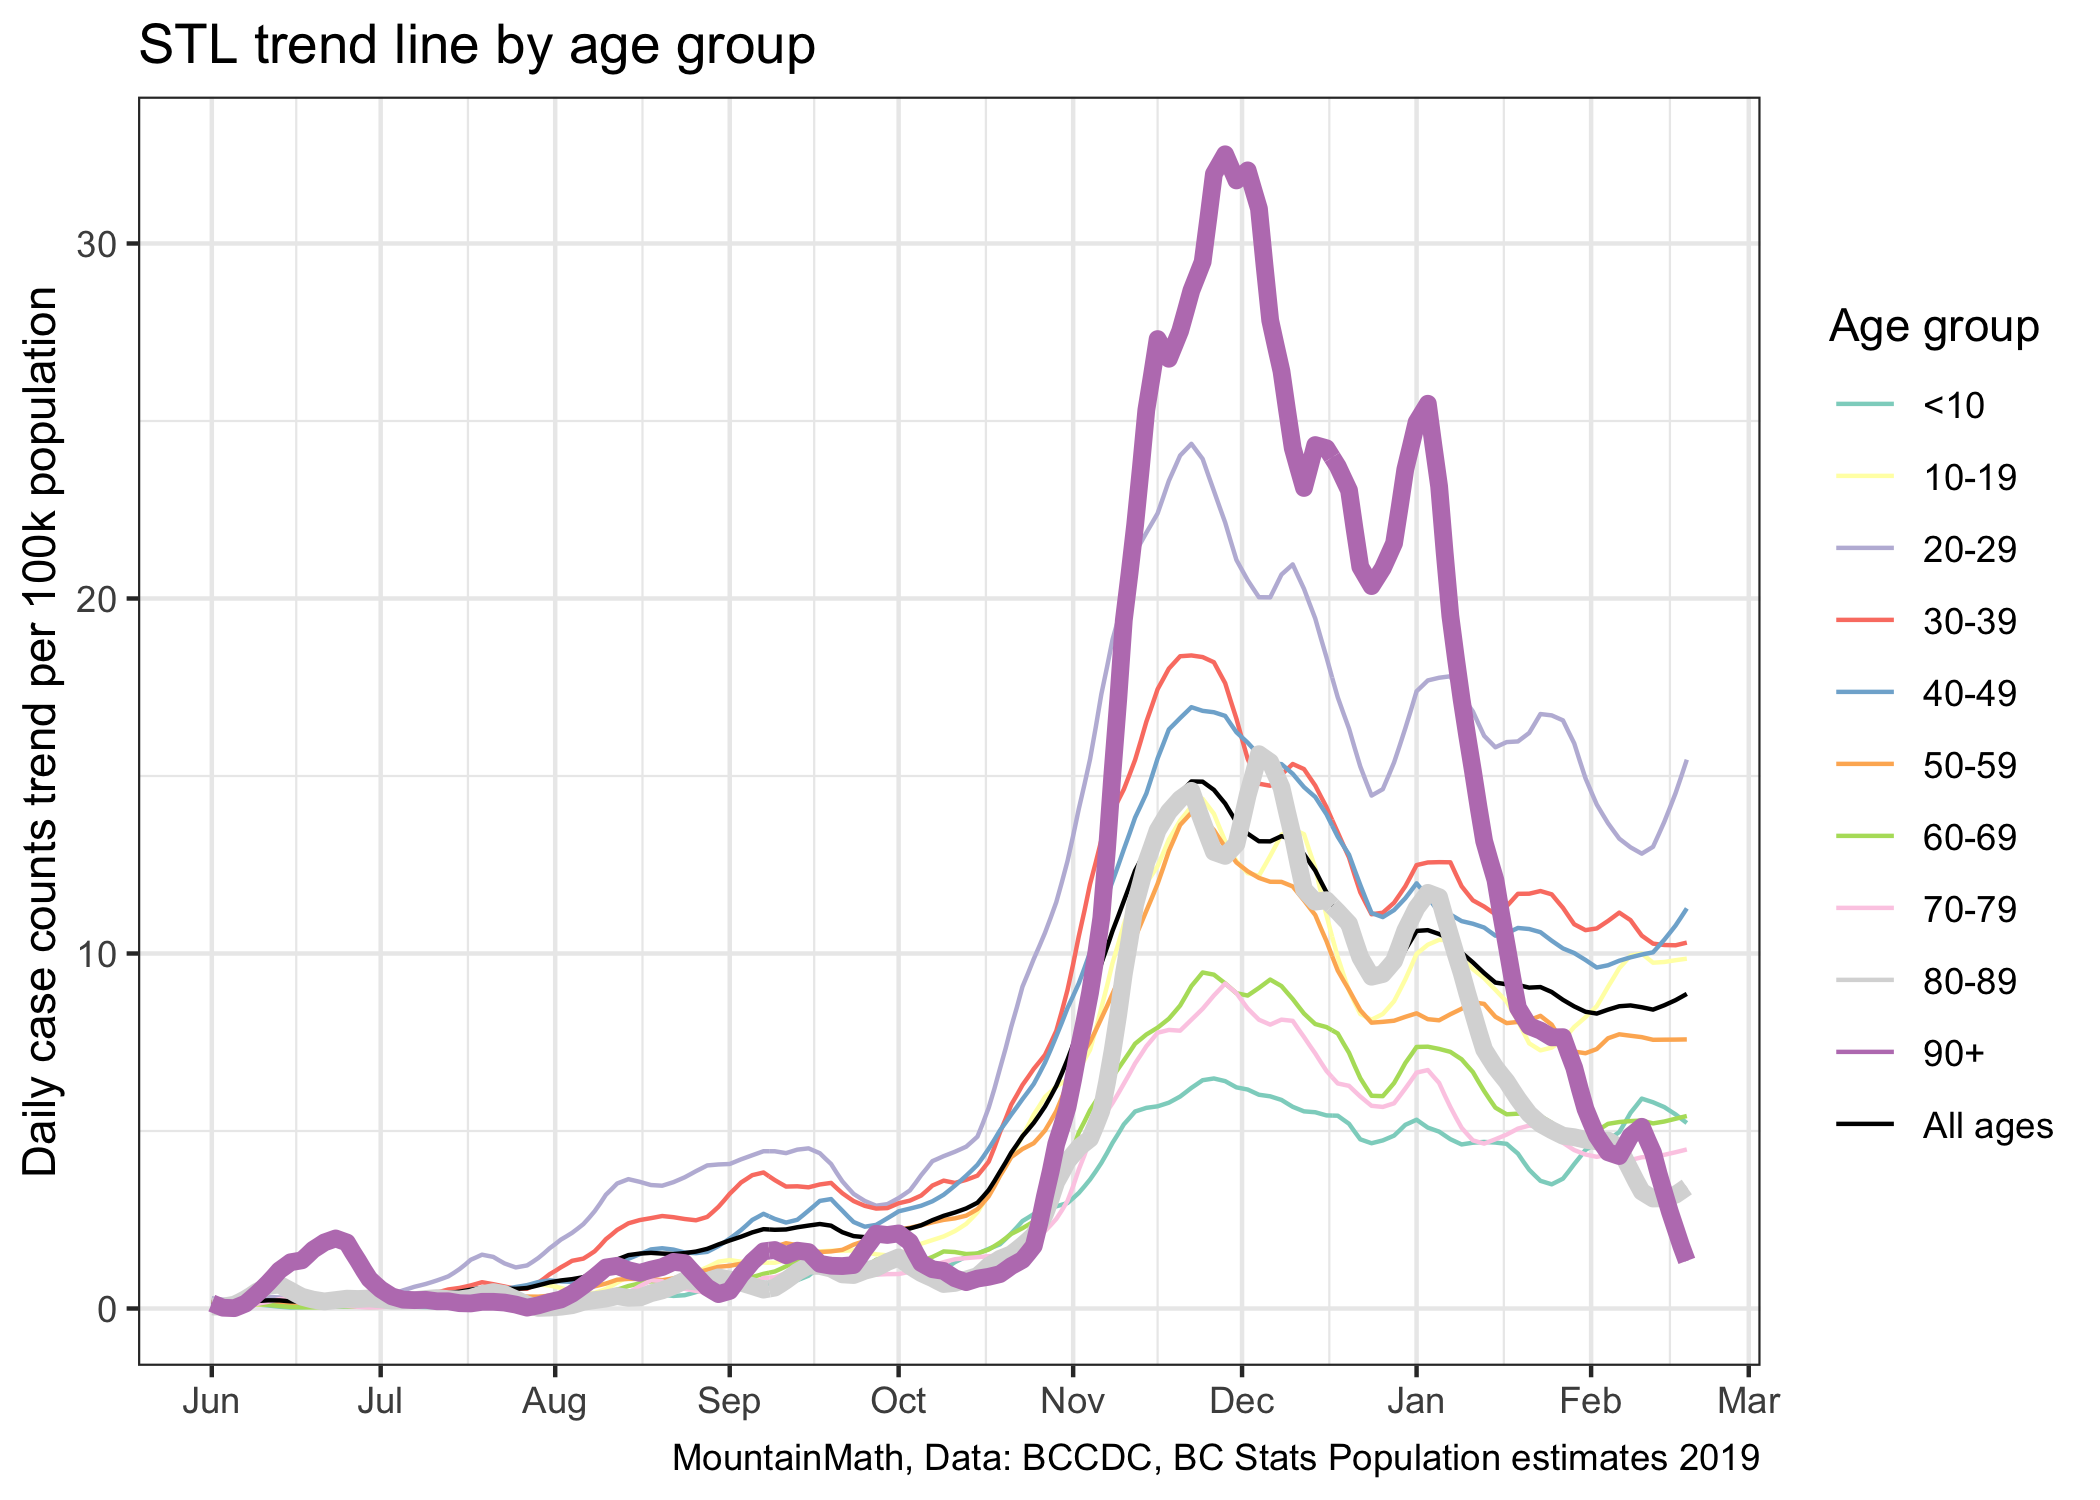 STL trend line by age group
Daily case counts trend per 100k population
30
20
10
0
Jun Jul Aug Sep Oct Nov Dec Jan Feb Mar
Age group
<10
10-19
20-29
30-39
40-49
50-59
60-69
70-79
80-89
90+
All ages
MountainMath, Data: BCCDC, BC Stats Population estimates 2019